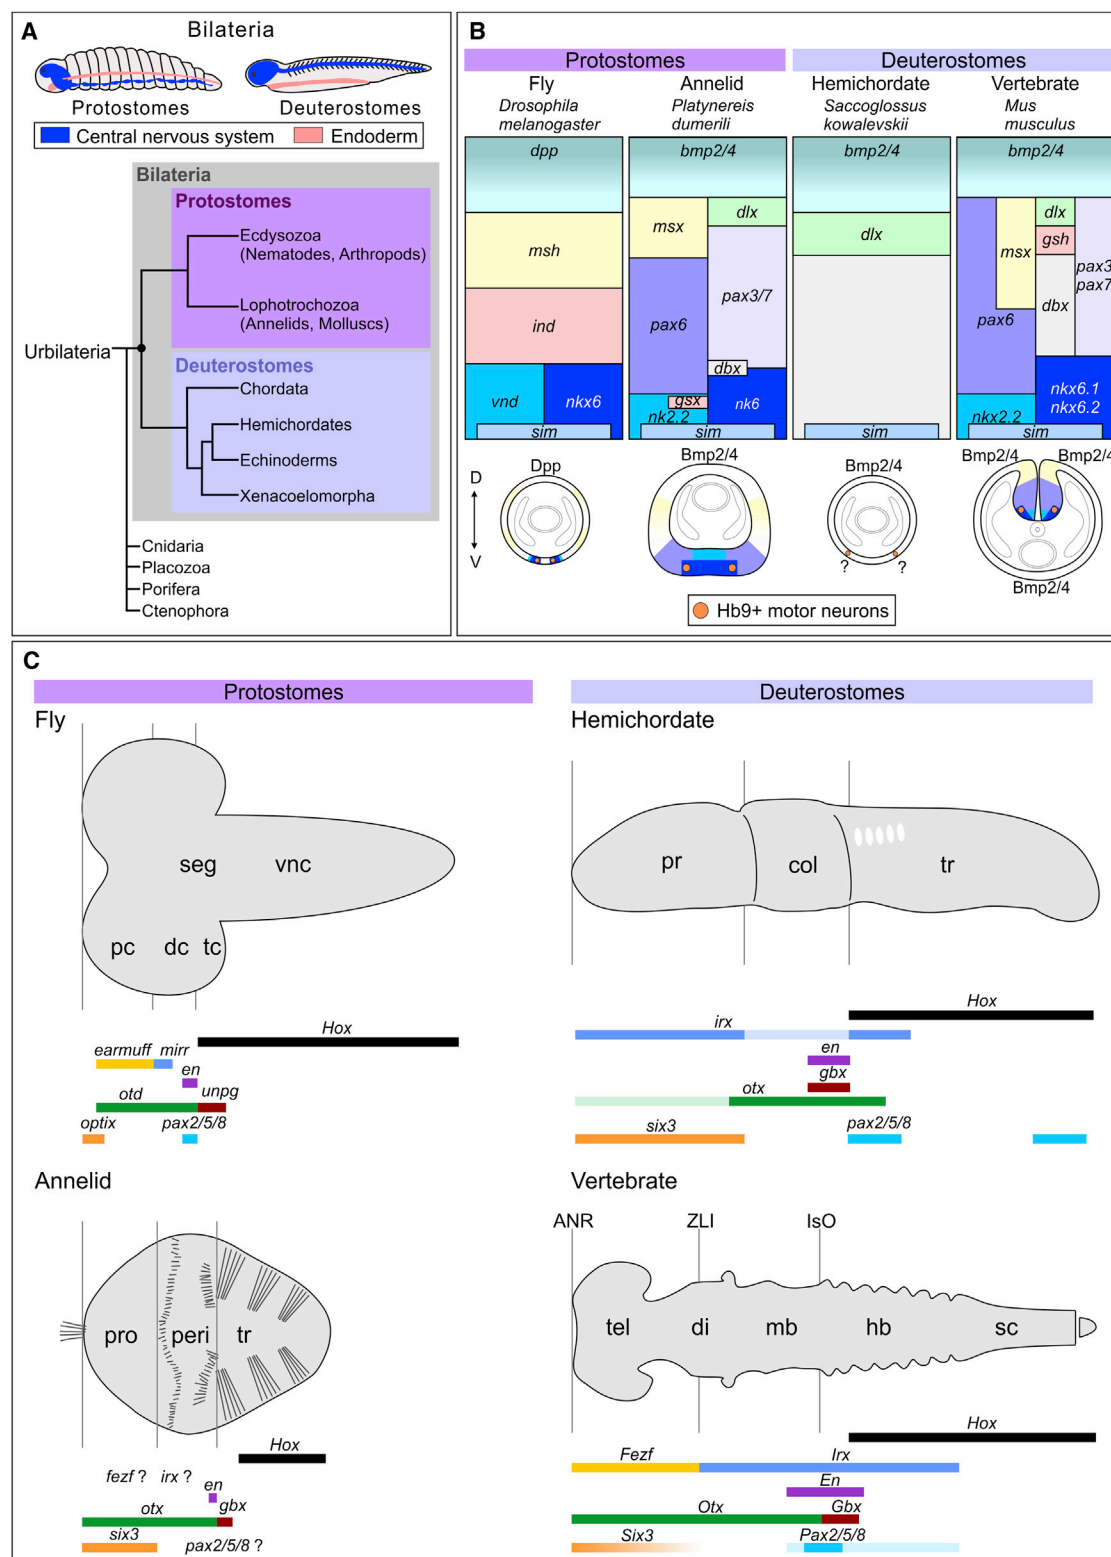 A
Bilateria
Protostomes
Deuterostomes
Central nervous system
Endoderm
Bilateria
Protostomes
Ecdysozoa
(Nematodes, Arthropods)
Lophotrochozoa
(Annelids, Molluscs)
Urbilateria
Deuterostomes
Chordata
Hemichordates
Echinoderms
Xenacoelomorpha
Cnidaria
Placozoa
Porifera
Ctenophora
B
Protostomes
Deuterostomes
Fly
Drosophila
melanogaster
Annelid
Platynereis
dumerili
Hemichordate
Saccoglossus
kowalevskii
Vertebrate
Mus
musculus
dpp
msh
ind
vnd
nkx6
sim
bmp2/4
msx
dlx
pax6
pax3/7
dbx
gsx
nk2.2
nk6
sim
bmp2/4
dlx
sim
bmp2/4
msx
dlx
gsh
pax3
pax7
dbx
pax6
nkx6.1
nkx6.2
nkx2.2
sim
D
V
Dpp
Bmp2/4
Bmp2/4
? ?
Bmp2/4 Bmp2/4
Bmp2/4
Hb9+ motor neurons
C
Protostomes
Deuterostomes
Fly
seg vnc
pc dc tc
Hox
earmuff mirr
en
otd unpg
optix pax2/5/8
Hemichordate
pr col tr
Hox
irx
en
gbx
otx
six3 pax2/5/8
Annelid
pro peri tr
Hox
fezf ? irx ?
en
otx gbx
six3
pax2/5/8 ?
Vertebrate
ANR ZLI IsO
tel di mb hb sc
Hox
Fezf Irx
En
Otx Gbx
Six3 Pax2/5/8